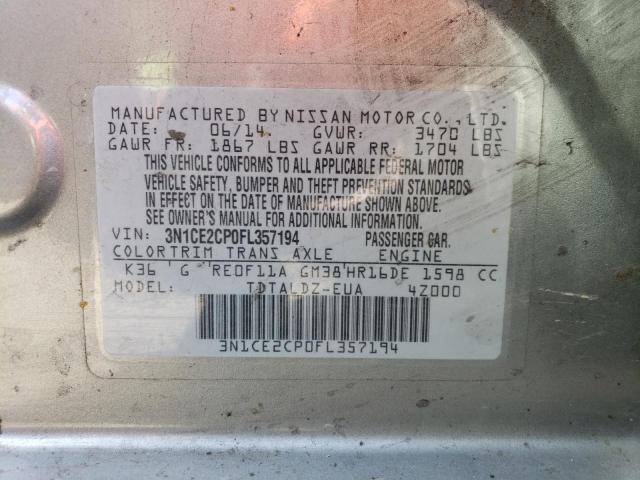 MANUFACTURED BY NISSAN MOTOR CO., LTD.
DATE: 06/14 GVWR: 3470 LBS
GAWR FR: 1867 LBS GAWR RR: 1704 LBS
THIS VEHICLE CONFORMS TO ALL APPLICABLE FEDERAL MOTOR
VEHICLE SAFETY, BUMPER AND THEFT PREVENTION STANDARDS
IN EFFECT ON THE DATE OF MANUFACTURE SHOWN ABOVE.
SEE OWNER'S MANUAL FOR ADDITIONAL INFORMATION.
VIN: 3N1CE2CP0FL357194 PASSENGER CAR.
COLOR TRIM TRANS AXLE ENGINE
K36 G RE0F11A GM38 HR16DE 1598 CC
MODEL: TDTALDZ-EUA 4Z000
3N1CE2CP0FL357194